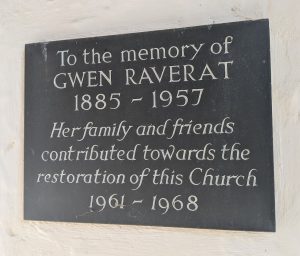 To the memory of
GWEN RAVERAT
1885 ~ 1957
Her family and friends
contributed towards the
restoration of this Church
1961 ~ 1968